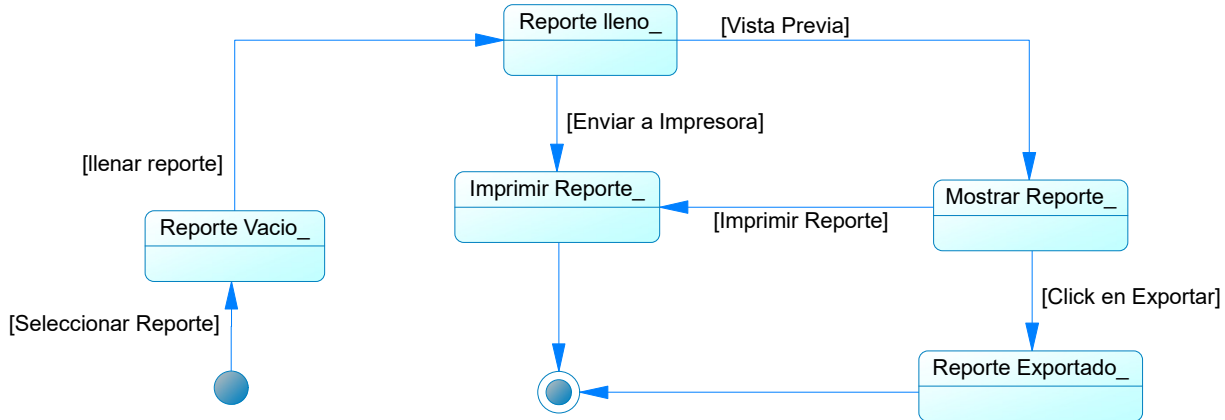 Reporte lleno_
[Vista Previa]
[Enviar a Impresora]
[llenar reporte]
Imprimir Reporte_
Mostrar Reporte_
[Imprimir Reporte]
Reporte Vacio_
[Click en Exportar]
[Seleccionar Reporte]
Reporte Exportado_